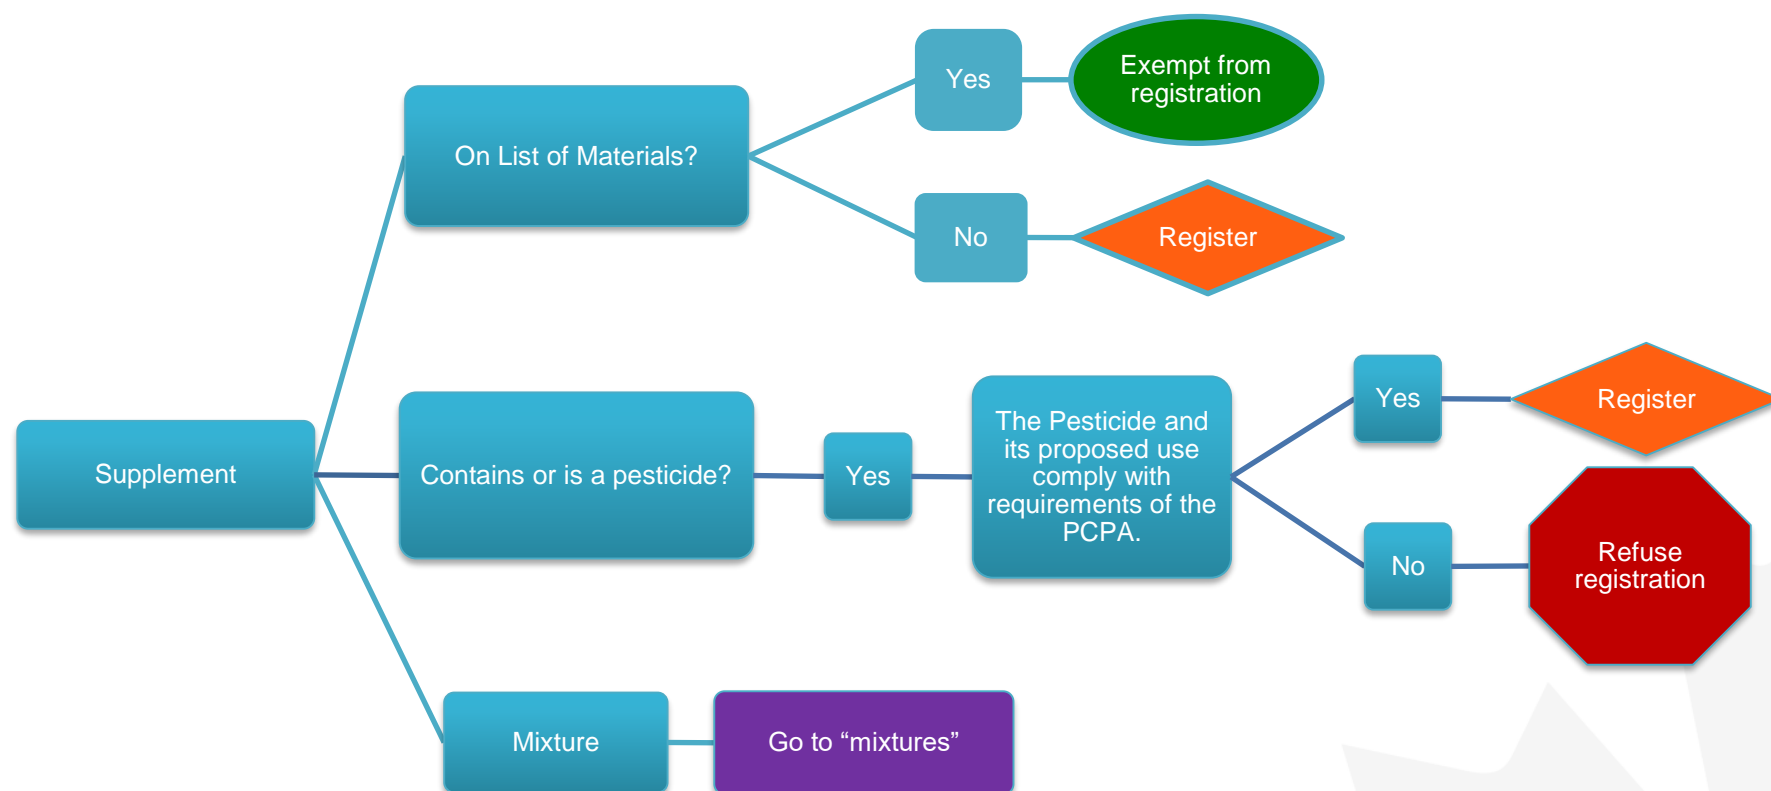 Supplement
On List of Materials?
Yes
Exempt from
registration
No
Register
Contains or is a pesticide?
Yes
The Pesticide and
its proposed use
comply with
requirements of the
PCPA.
Yes
Register
No
Refuse
registration
Mixture
Go to “mixtures”